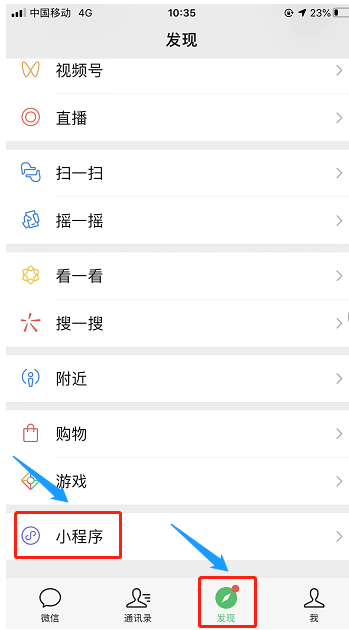 中国移动 4G 10:35 23%
发现
视频号
直播
扫一扫
摇一摇
看一看
搜一搜
附近
购物
游戏
小程序
微信 通讯录 发现 我